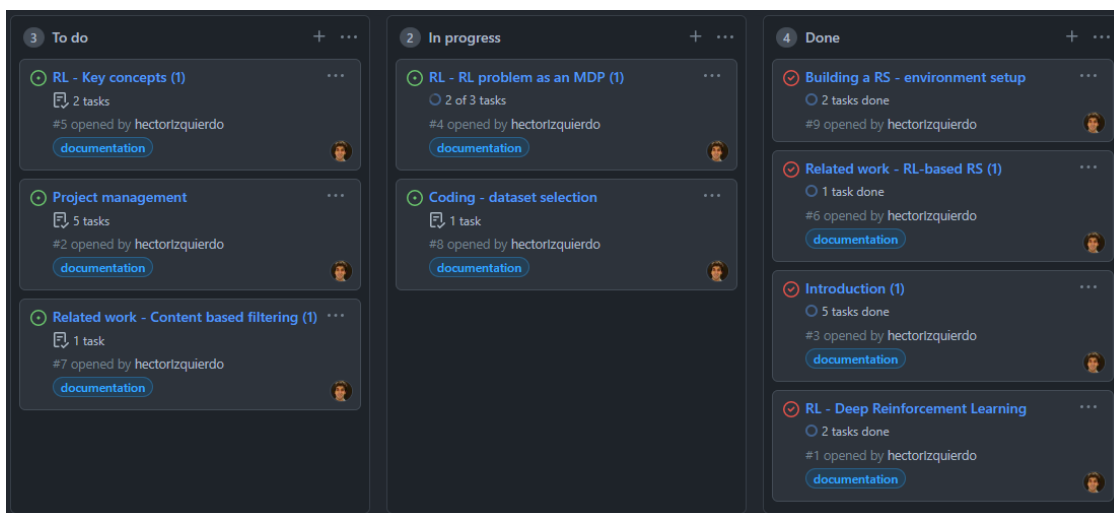 3 To do
RL - Key concepts (1)
2 tasks
#5 opened by hectorIzquierdo
documentation
Project management
5 tasks
#2 opened by hectorIzquierdo
documentation
Related work - Content based filtering (1)
1 task
#7 opened by hectorIzquierdo
documentation
2 In progress
RL - RL problem as an MDP (1)
2 of 3 tasks
#4 opened by hectorIzquierdo
documentation
Coding - dataset selection
1 task
#8 opened by hectorIzquierdo
documentation
4 Done
Building a RS - environment setup
2 tasks done
#9 opened by hectorIzquierdo
Related work - RL-based RS (1)
1 task done
#6 opened by hectorIzquierdo
documentation
Introduction (1)
5 tasks done
#3 opened by hectorIzquierdo
documentation
RL - Deep Reinforcement Learning
2 tasks done
#1 opened by hectorIzquierdo
documentation